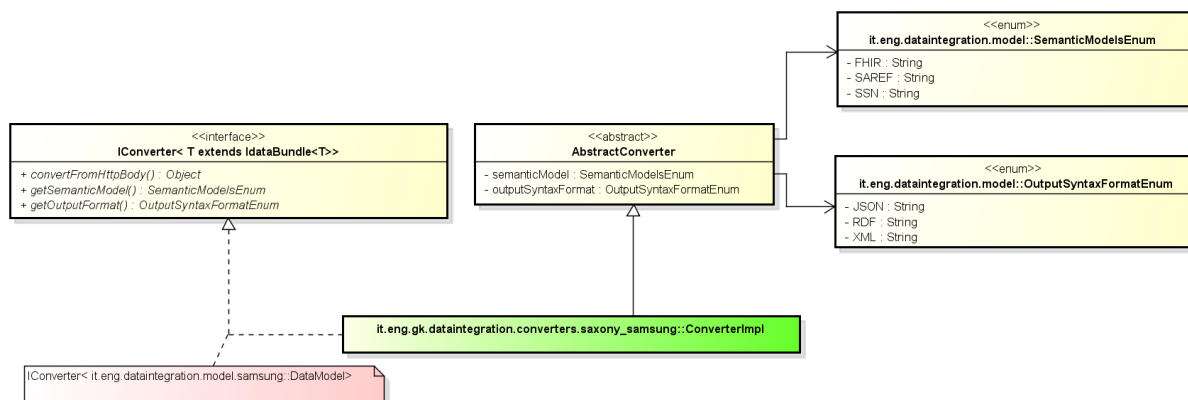 <<enum>>
it.eng.dataintegration.model::SemanticModelsEnum
- FHIR : String
- SAREF : String
- SSN : String
<<interface>>
IConverter< T extends IdataBundle<T>>
+ convertFromHttpBody() : Object
+ getSemanticModel() : SemanticModelsEnum
+ getOutputFormat() : OutputSyntaxFormatEnum
<<abstract>>
AbstractConverter
- semanticModel : SemanticModelsEnum
- outputSyntaxFormat : OutputSyntaxFormatEnum
<<enum>>
it.eng.dataintegration.model::OutputSyntaxFormatEnum
- JSON : String
- RDF : String
- XML : String
it.eng.gk.dataintegration.converters.saxony_samsung::ConverterImpl
IConverter< it.eng.dataintegration.model.samsung::DataModel>